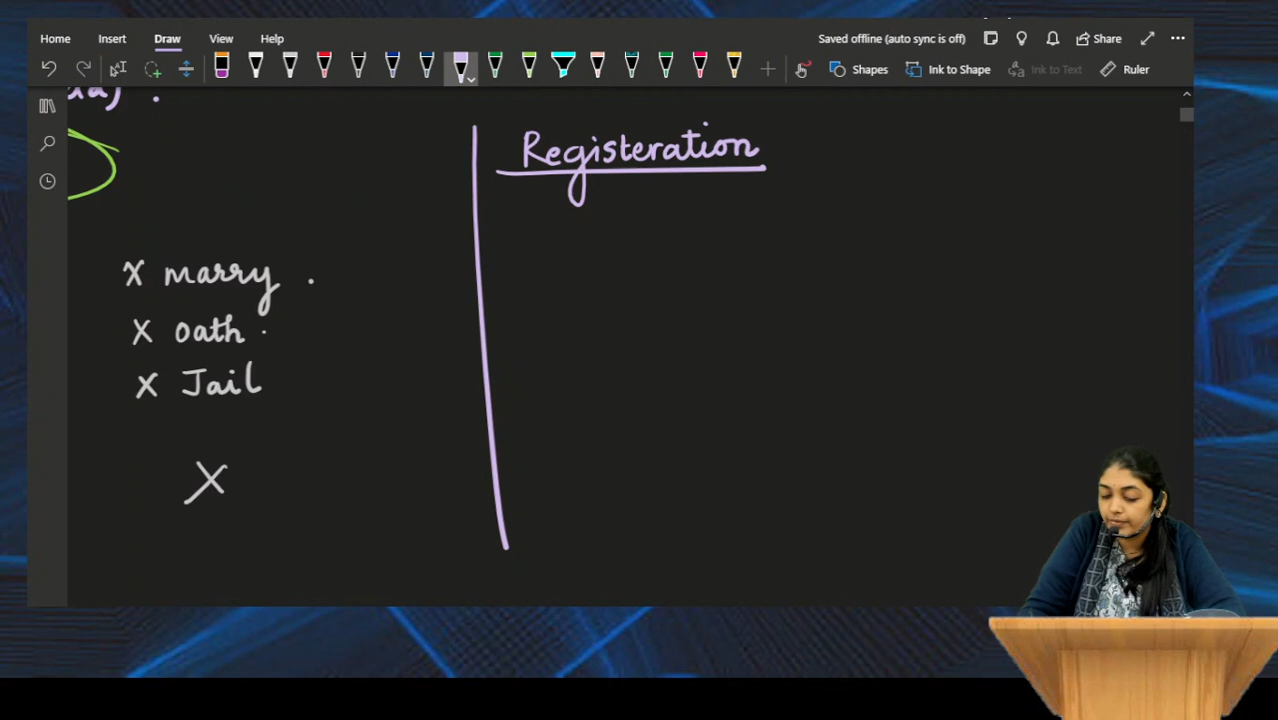 Home Insert Draw View Help
Saved offline (auto sync is off) Share
Shapes Ink to Shape Ink to Text Ruler
Registeration
X marry .
X oath .
X Jail
X